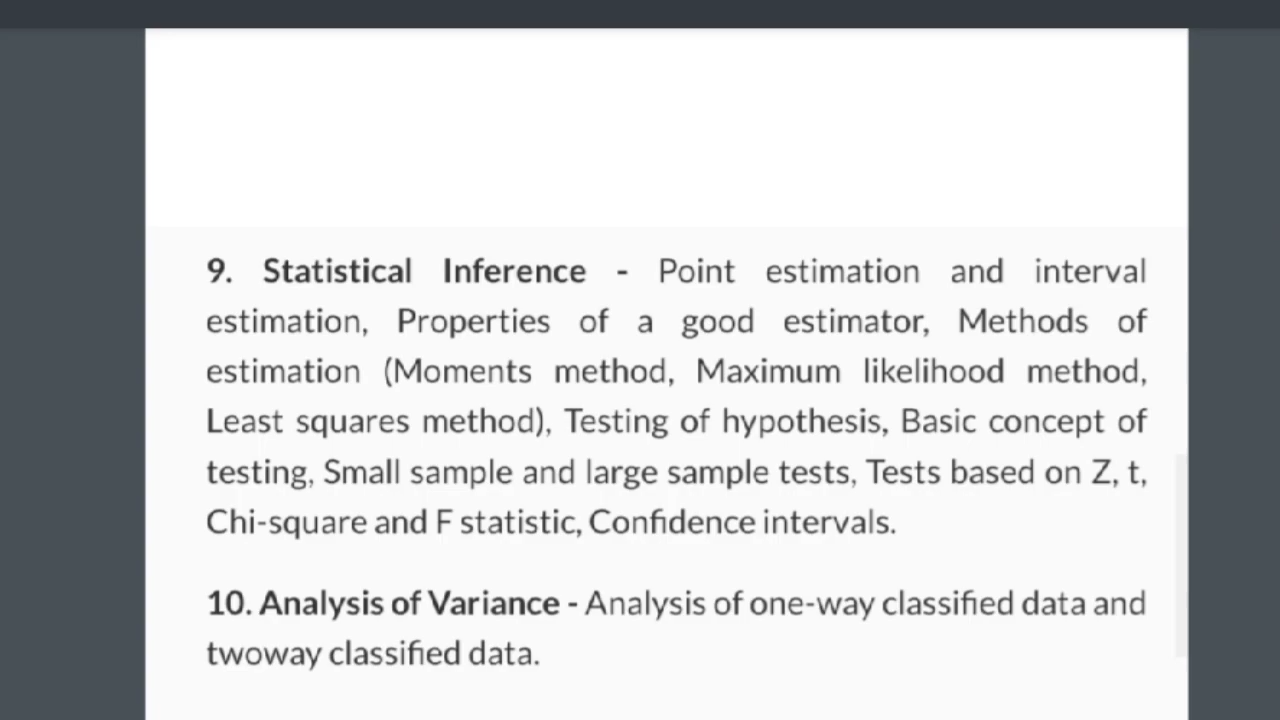 9. Statistical Inference - Point estimation and interval
estimation, Properties of a good estimator, Methods of
estimation (Moments method, Maximum likelihood method,
Least squares method), Testing of hypothesis, Basic concept of
testing, Small sample and large sample tests, Tests based on Z, t,
Chi-square and F statistic, Confidence intervals.
10. Analysis of Variance - Analysis of one-way classified data and
twoway classified data.